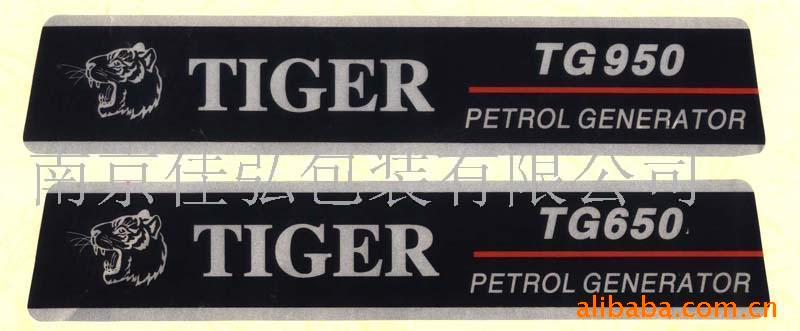 TIGER
TG950
PETROL GENERATOR
南京佳弘包装有限公司
TIGER
TG650
PETROL GENERATOR
alibaba.com.cn